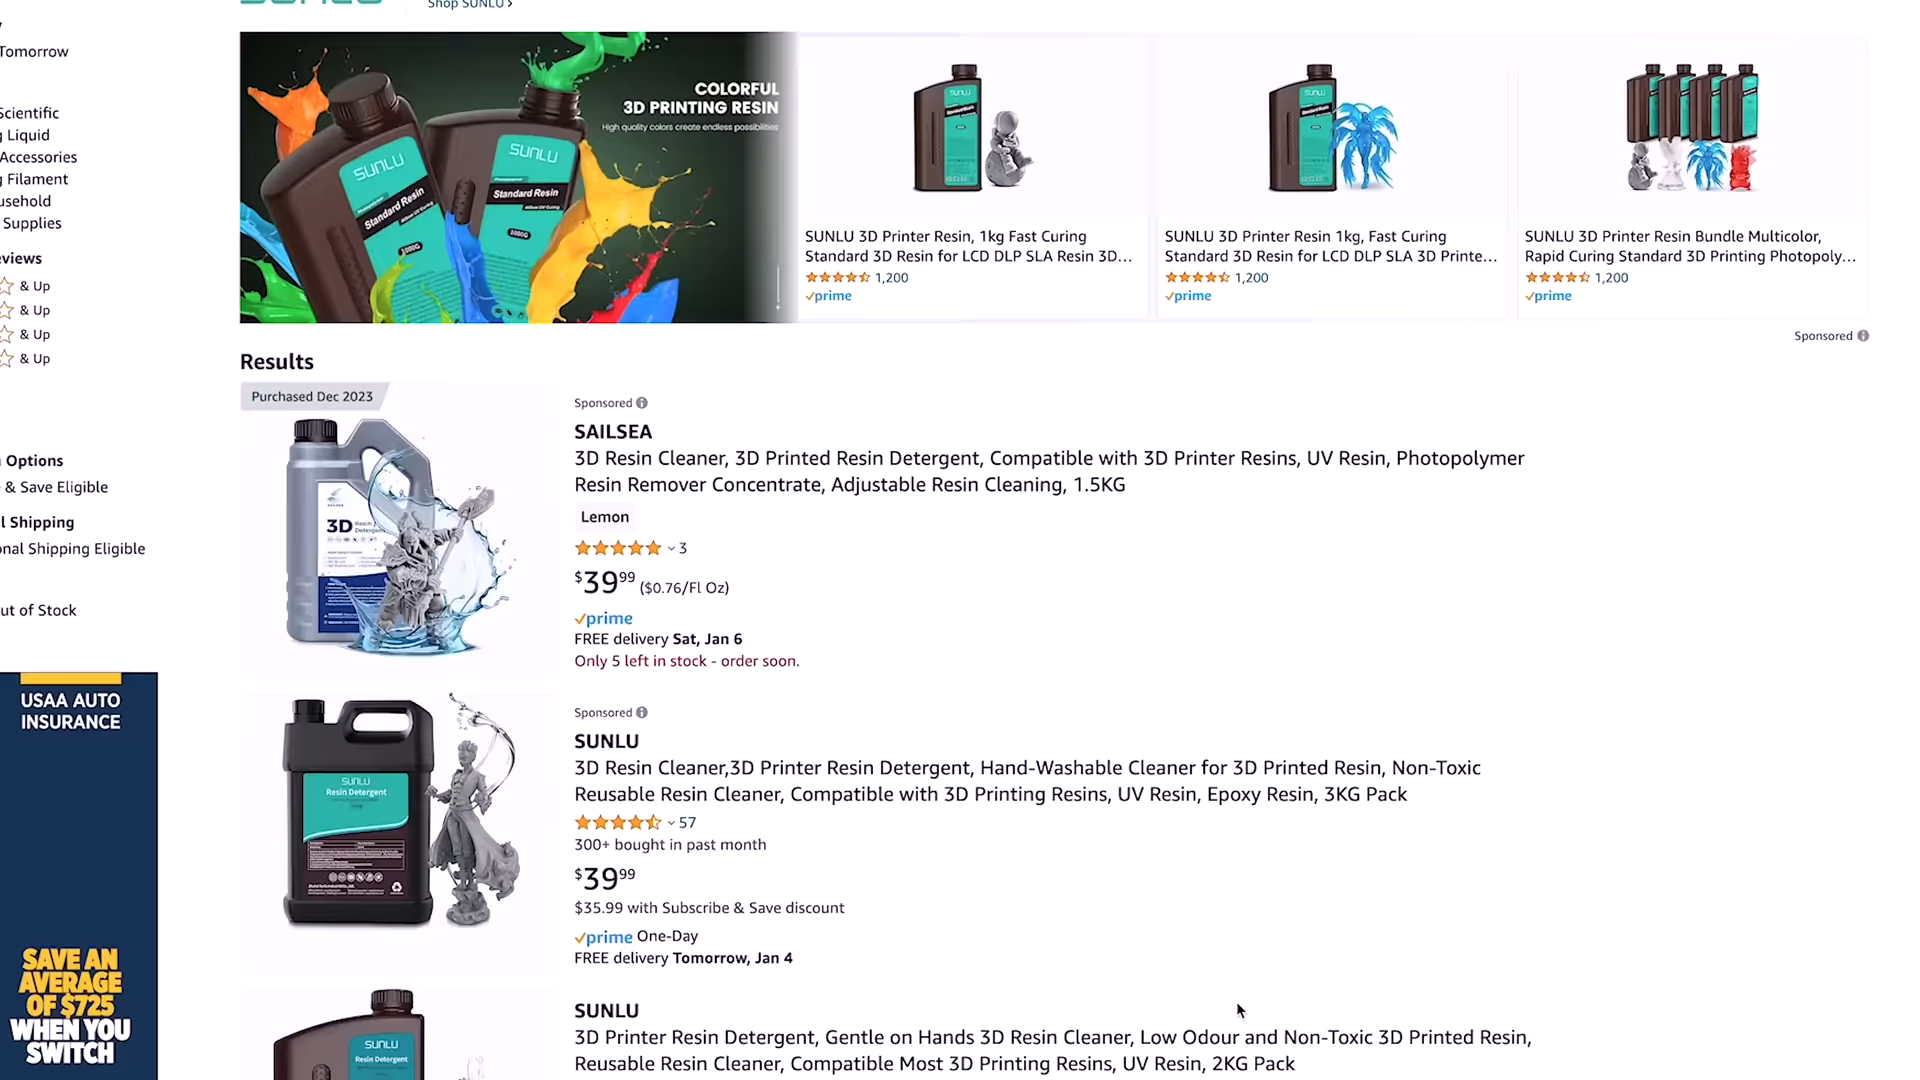 Shop SUNLU ›
Tomorrow
Scientific
Liquid
Accessories
Filament
Supplies
& Up
& Up
& Up
& Up
Options
& Save Eligible
Shipping
Shipping Eligible
of Stock
USAA AUTO
INSURANCE
SAVE AN
AVERAGE
OF $725
WHEN YOU
SWITCH
COLORFUL
3D PRINTING RESIN
High quality colors create endless possibilities
SUNLU
Standard Resin
1000G
SUNLU
Standard Resin
1000G
SUNLU 3D Printer Resin, 1kg Fast Curing
Standard 3D Resin for LCD DLP SLA Resin 3D…
1,200
prime
SUNLU 3D Printer Resin 1kg, Fast Curing
Standard 3D Resin for LCD DLP SLA 3D Printe…
1,200
prime
SUNLU 3D Printer Resin Bundle Multicolor,
Rapid Curing Standard 3D Printing Photopoly…
1,200
prime
Sponsored
Results
Purchased Dec 2023
3D Resin
Sponsored
SAILSEA
3D Resin Cleaner, 3D Printed Resin Detergent, Compatible with 3D Printer Resins, UV Resin, Photopolymer
Resin Remover Concentrate, Adjustable Resin Cleaning, 1.5KG
Lemon
3
$39 99 ($0.76/Fl Oz)
prime
FREE delivery Sat, Jan 6
Only 5 left in stock - order soon.
SUNLU
Resin Detergent
Sponsored
SUNLU
3D Resin Cleaner,3D Printer Resin Detergent, Hand-Washable Cleaner for 3D Printed Resin, Non-Toxic
Reusable Resin Cleaner, Compatible with 3D Printing Resins, UV Resin, Epoxy Resin, 3KG Pack
57
300+ bought in past month
$39 99
$35.99 with Subscribe & Save discount
prime One-Day
FREE delivery Tomorrow, Jan 4
SUNLU
Resin Detergent
SUNLU
3D Printer Resin Detergent, Gentle on Hands 3D Resin Cleaner, Low Odour and Non-Toxic 3D Printed Resin,
Reusable Resin Cleaner, Compatible Most 3D Printing Resins, UV Resin, 2KG Pack